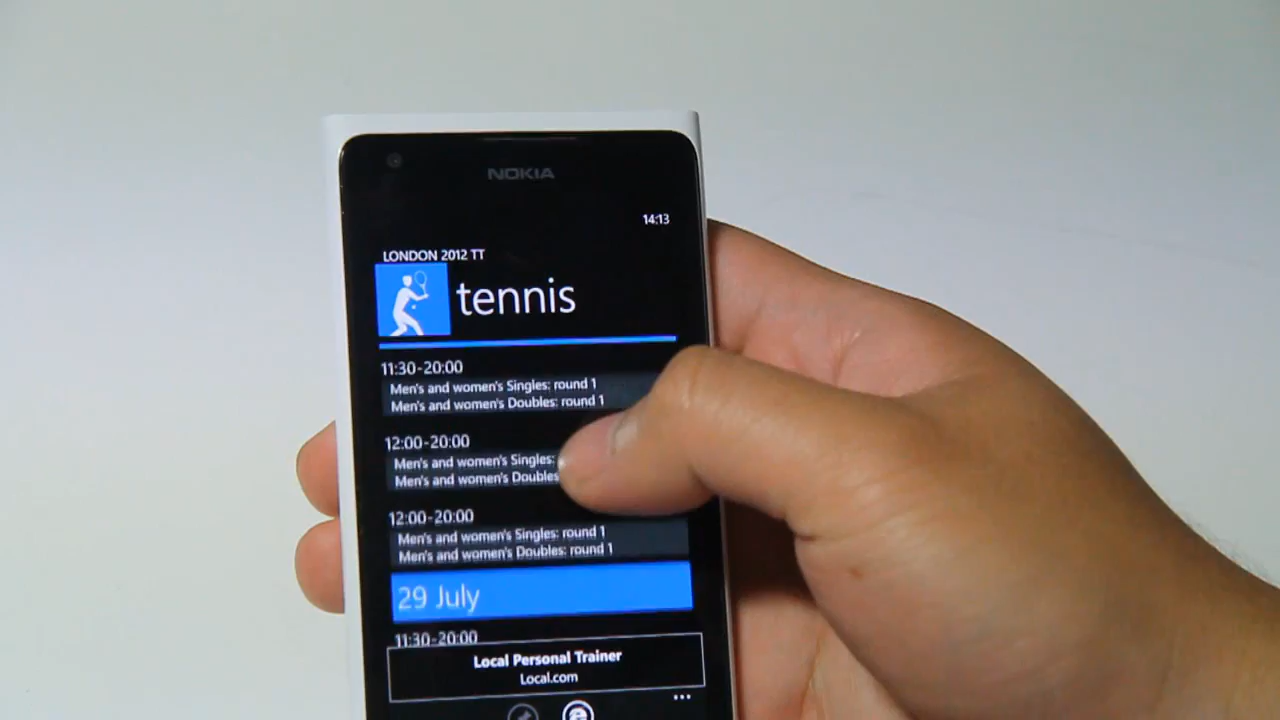 NOKIA
14:13
LONDON 2012 TT
tennis
11:30-20:00
Men's and women's Singles: round 1
Men's and women's Doubles: round 1
12:00-20:00
Men's and women's Singles:
Men's and women's Doubles
12:00-20:00
Men's and women's Singles: round 1
Men's and women's Doubles: round 1
29 July
11:30-20:00
Local Personal Trainer
Local.com